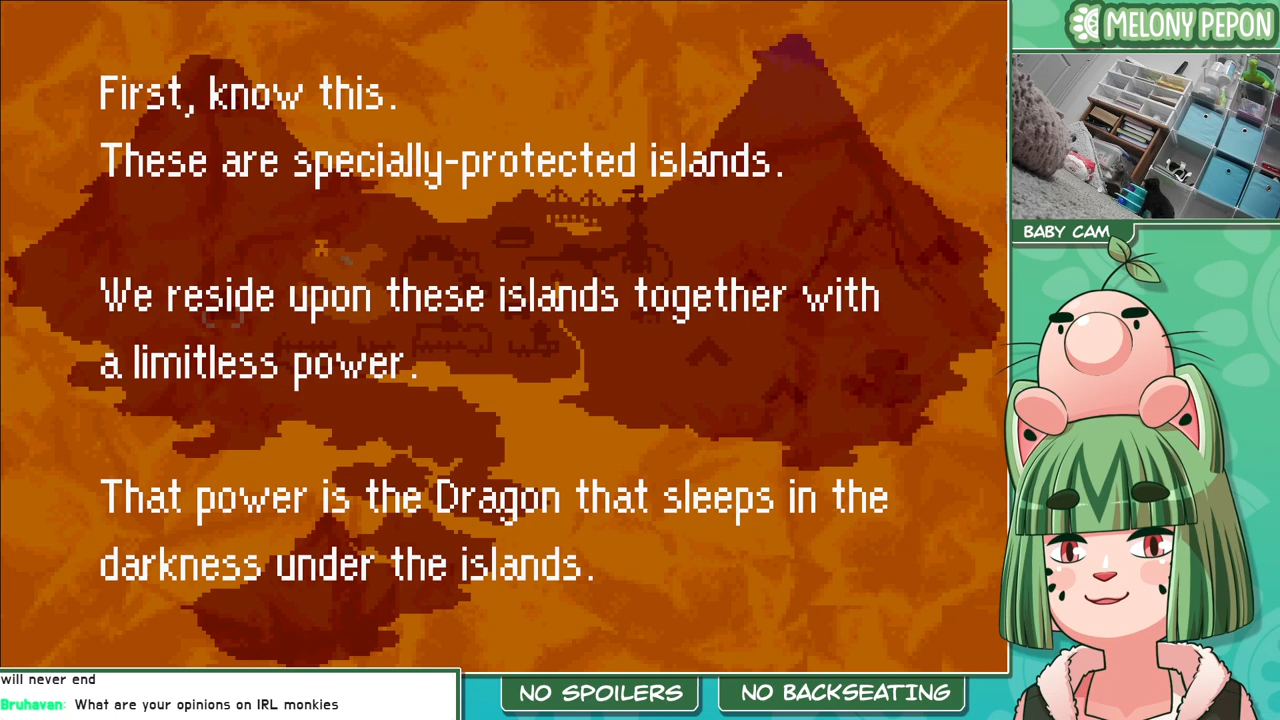 First, know this.
These are specially-protected islands.
We reside upon these islands together with
a limitless power.
That power is the Dragon that sleeps in the
darkness under the islands.
MELONY PEPON
BABY CAM
will never end
Bruhavan: What are your opinions on IRL monkies
NO SPOILERS
NO BACKSEATING